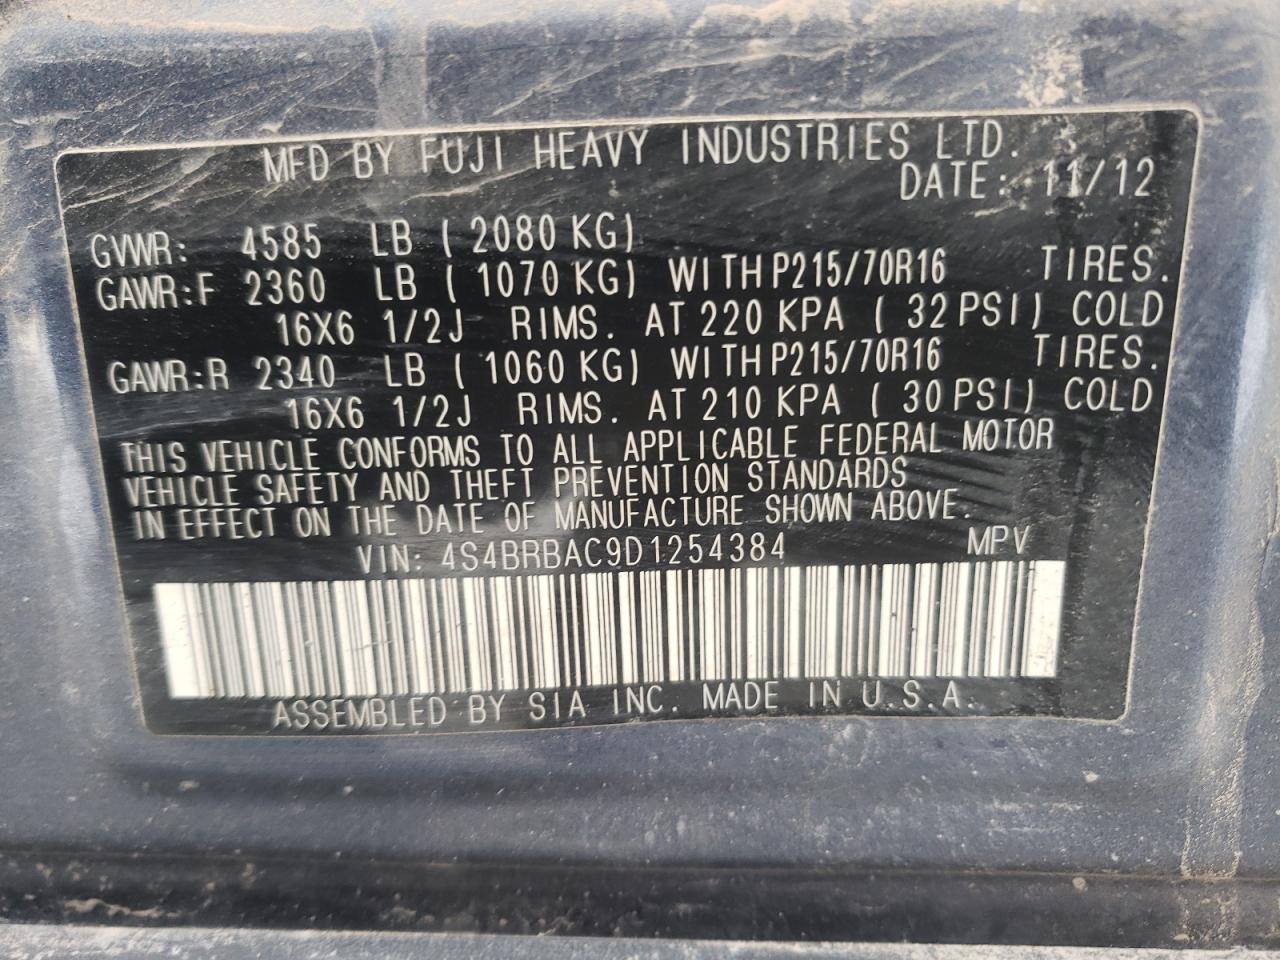 MFD BY FUJI HEAVY INDUSTRIES LTD.
DATE: 11/12
GVWR: 4585 LB ( 2080 KG)
GAWR:F 2360 LB ( 1070 KG) WITH P215/70R16 TIRES.
16X6 1/2J RIMS. AT 220 KPA ( 32 PSI) COLD
GAWR:R 2340 LB ( 1060 KG) WITH P215/70R16 TIRES.
16X6 1/2J RIMS. AT 210 KPA ( 30 PSI) COLD
THIS VEHICLE CONFORMS TO ALL APPLICABLE FEDERAL MOTOR
VEHICLE SAFETY AND THEFT PREVENTION STANDARDS
IN EFFECT ON THE DATE OF MANUFACTURE SHOWN ABOVE.
VIN: 4S4BRBAC9D1254384 MPV
ASSEMBLED BY SIA INC. MADE IN U.S.A.